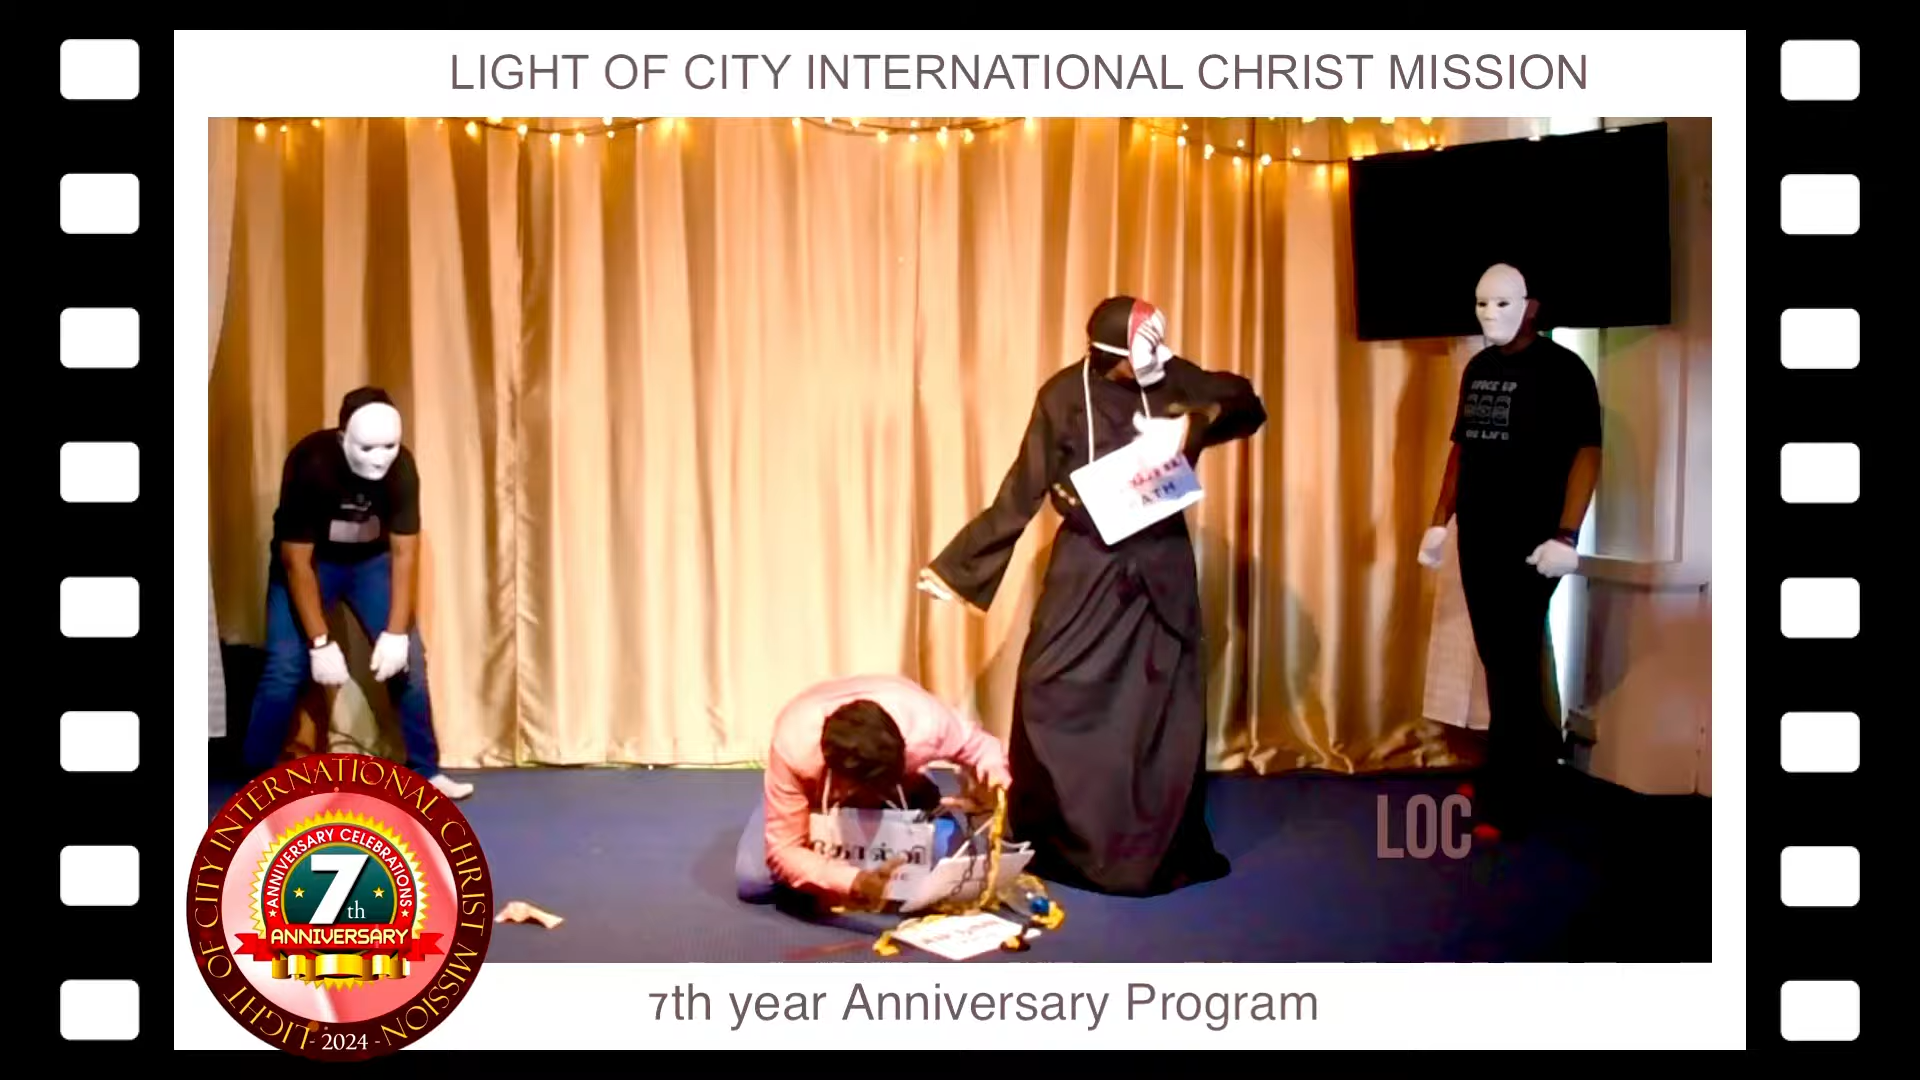 LIGHT OF CITY INTERNATIONAL CHRIST MISSION
ATH
LOC
LIGHT OF CITY INTERNATIONAL CHRIST MISSION
ANNIVERSARY CELEBRATIONS
7th
ANNIVERSARY
- 2024 -
7th year Anniversary Program